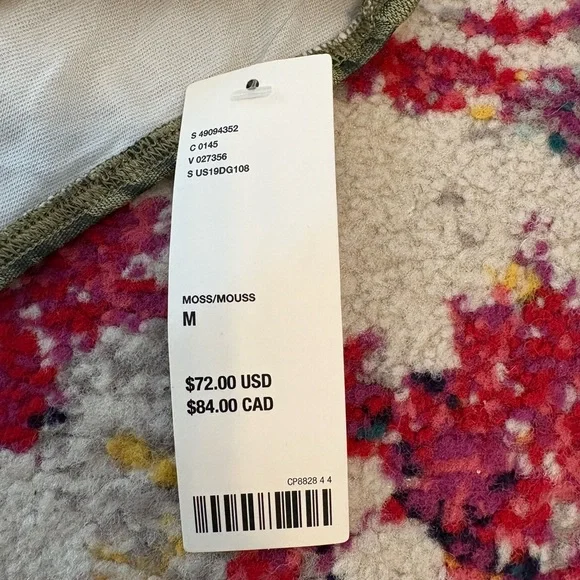 S 49094352
C 0145
V 027356
S US19DG108
MOSS/MOUSS
M
$72.00 USD
$84.00 CAD
CP8828 4 4